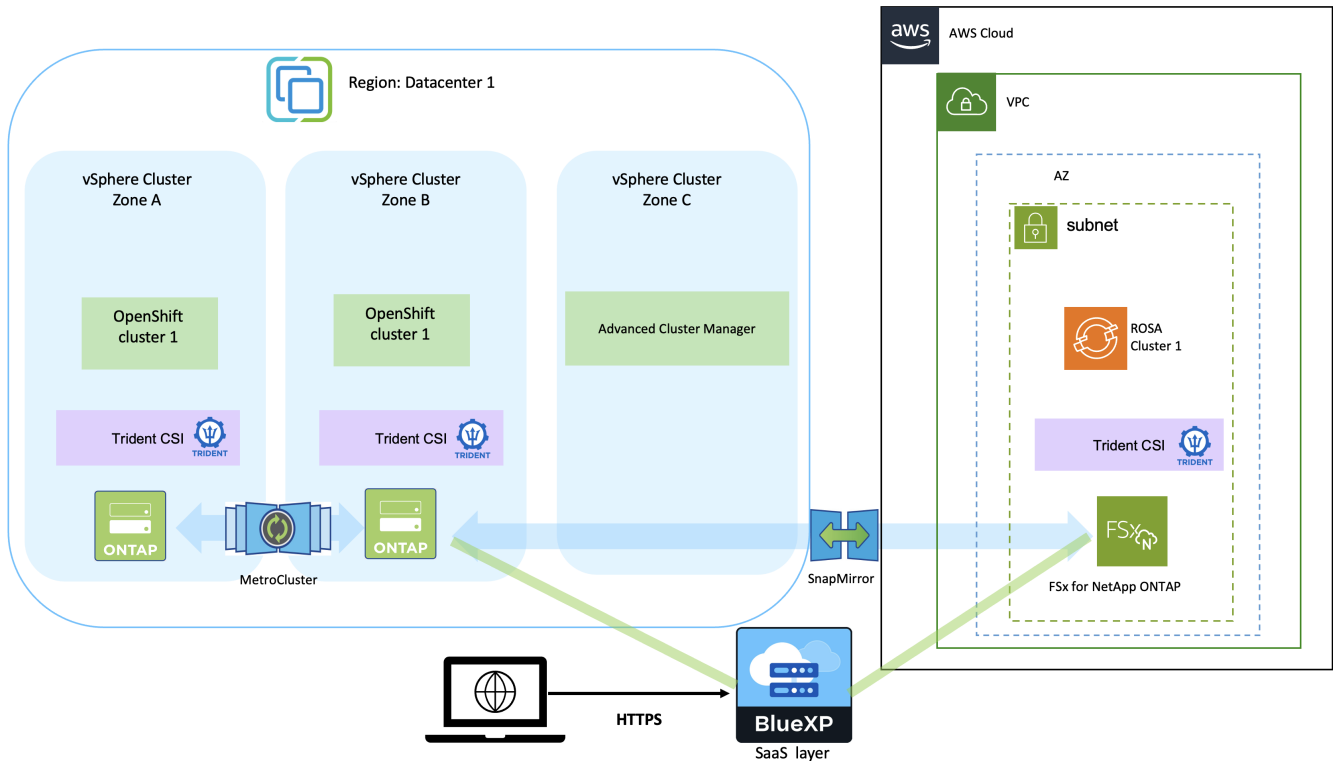 aws
AWS Cloud
Region: Datacenter 1
VPC
vSphere Cluster
Zone A
vSphere Cluster
Zone B
vSphere Cluster
Zone C
AZ
subnet
OpenShift
cluster 1
OpenShift
cluster 1
Advanced Cluster Manager
ROSA
Cluster 1
Trident CSI
TRIDENT
Trident CSI
TRIDENT
Trident CSI
TRIDENT
ONTAP
ONTAP
FSx
N
MetroCluster
SnapMirror
FSx for NetApp ONTAP
HTTPS
BlueXP
SaaS layer